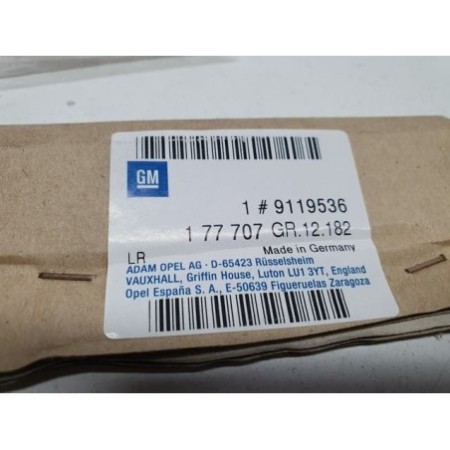 GM
1 # 9119536
1 77 707 GR.12.182
LR
Made in Germany
ADAM OPEL AG · D-65423 Rüsselsheim
VAUXHALL, Griffin House, Luton LU1 3YT, England
Opel España S. A., E-50639 Figueruelas Zaragoza